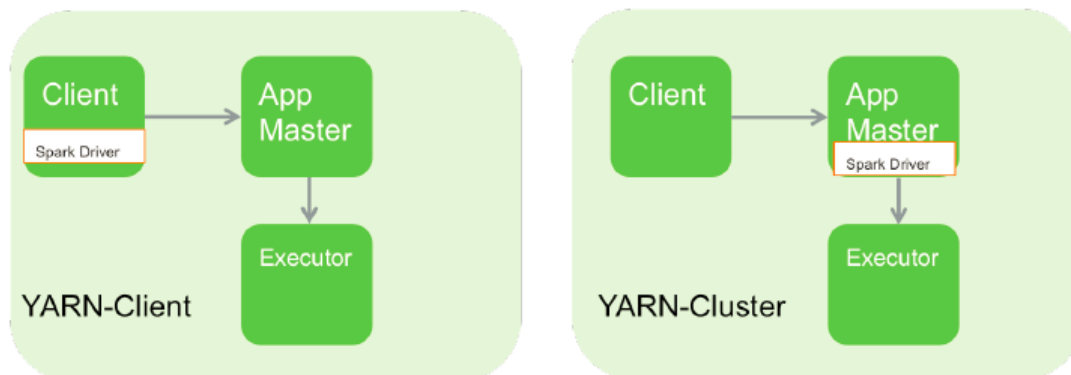 Client
App
Master
Spark Driver
Executor
YARN-Client
Client
App
Master
Spark Driver
Executor
YARN-Cluster